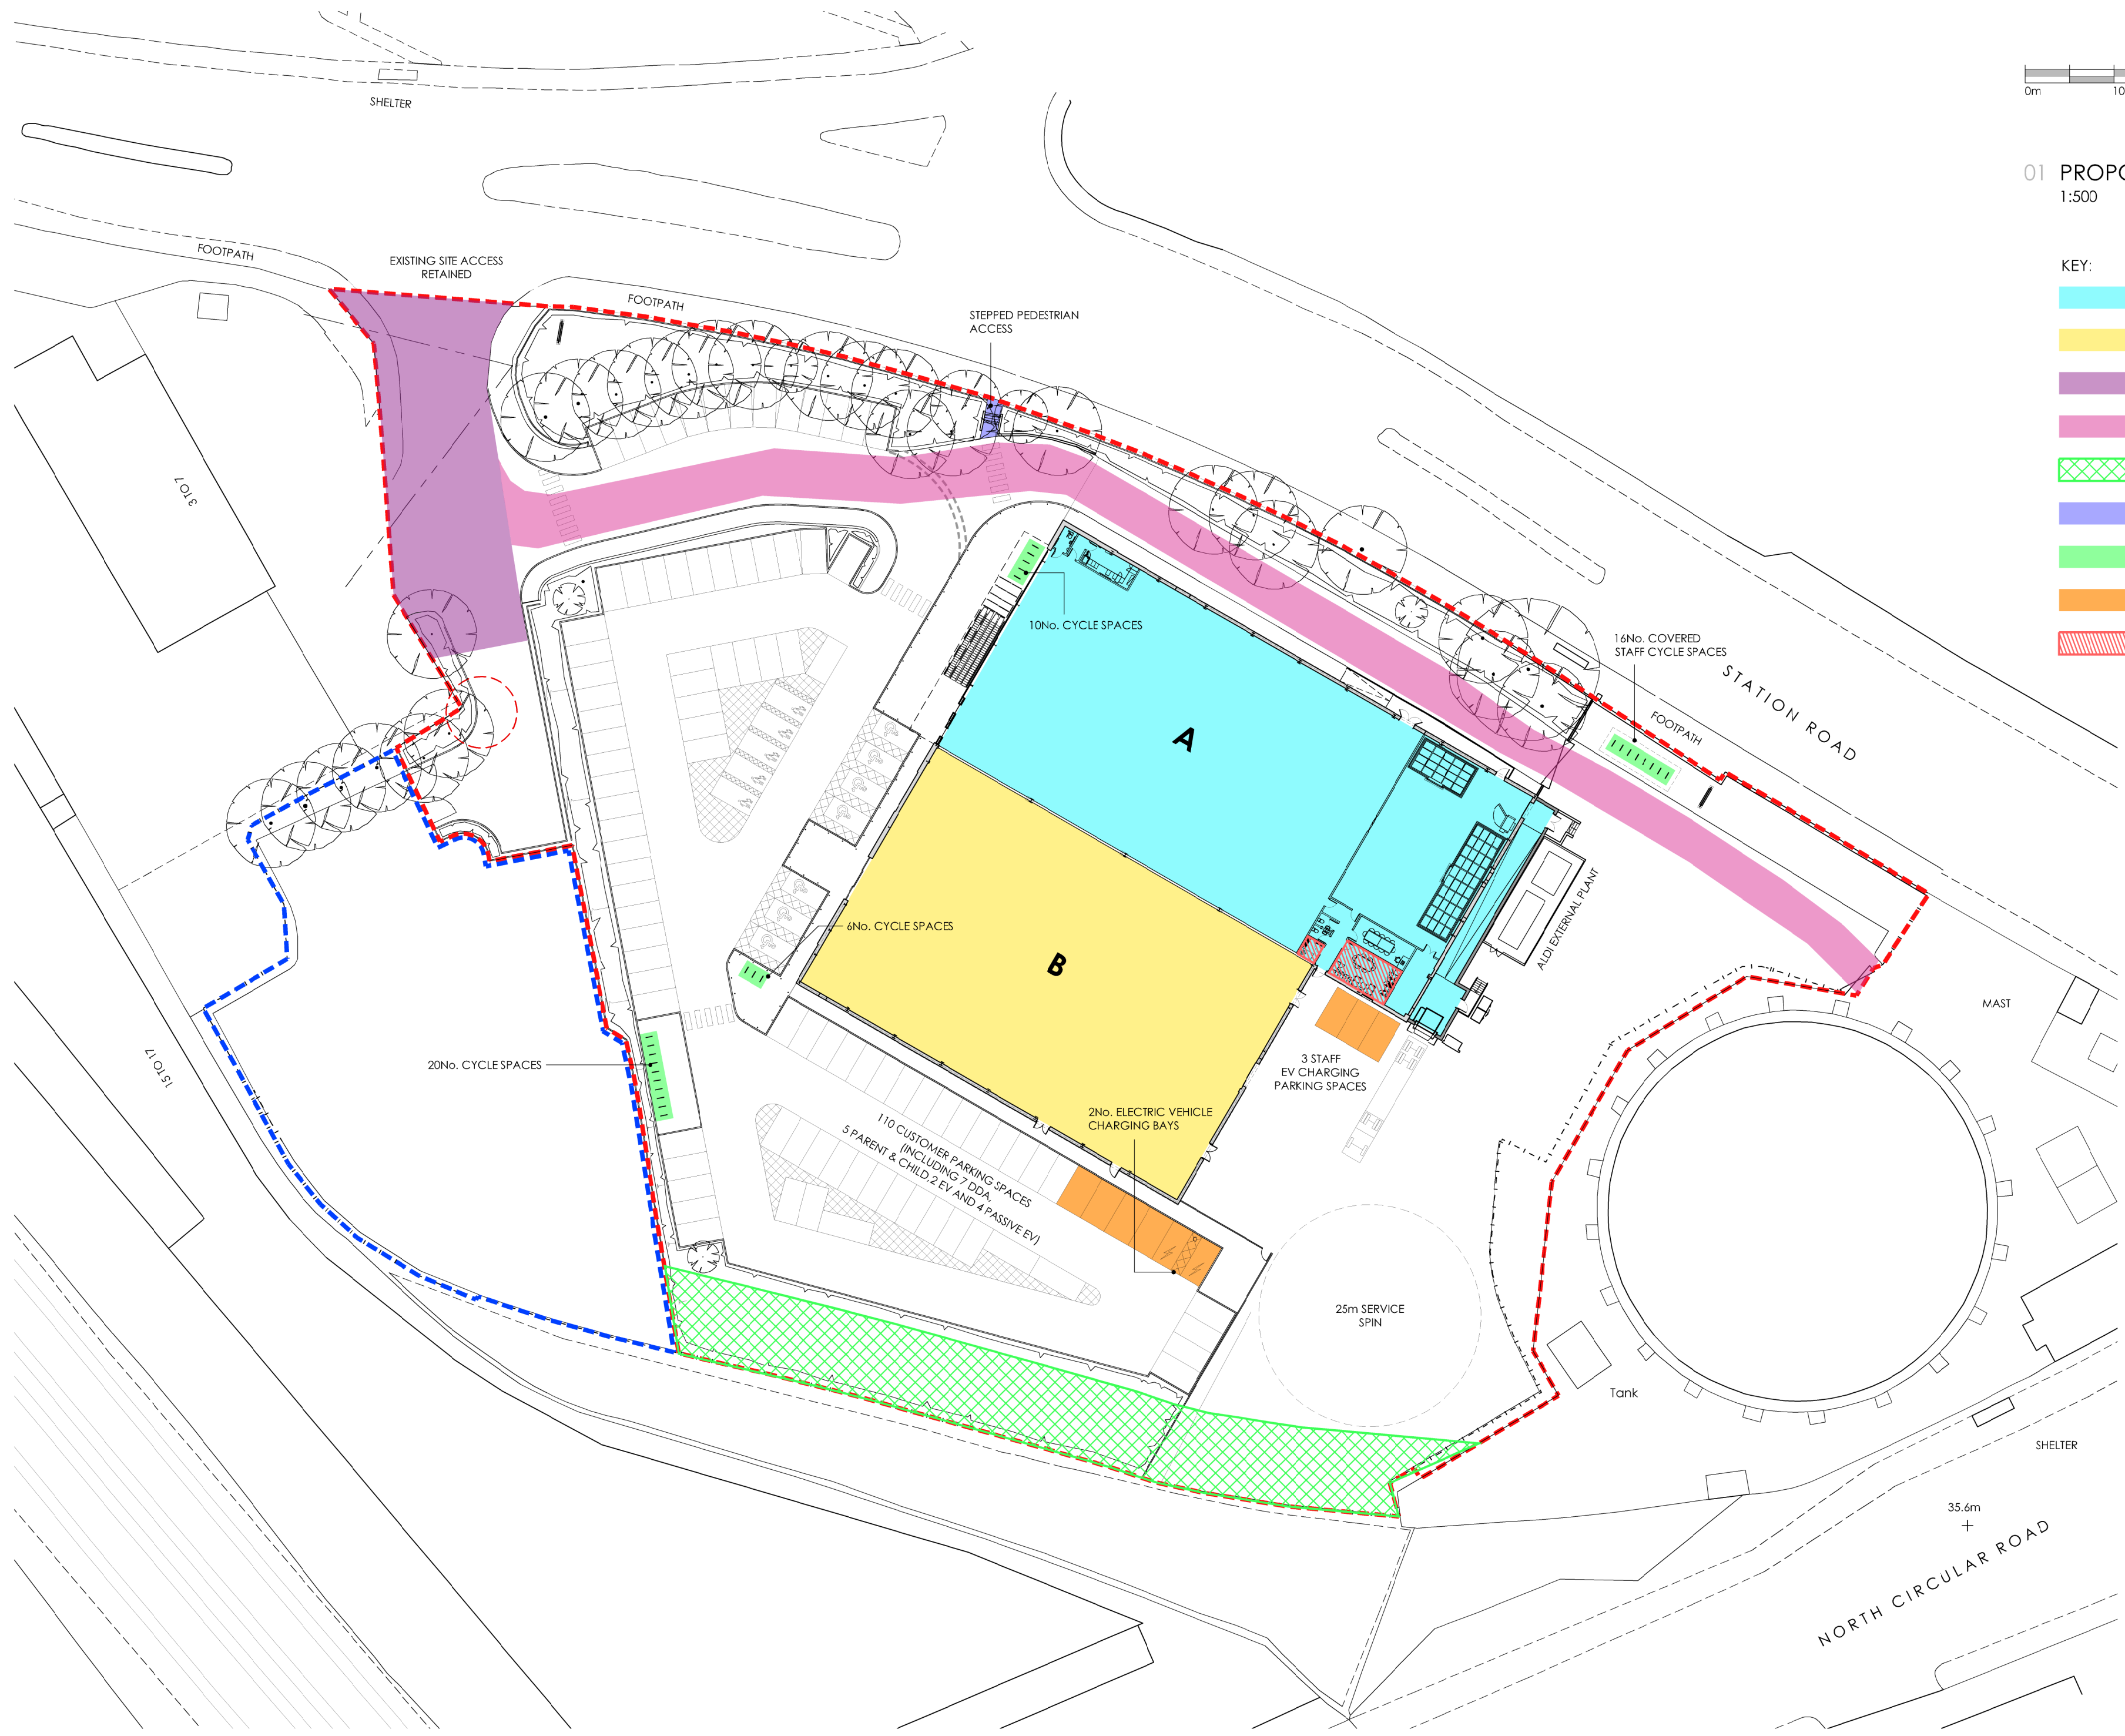 SHELTER
0m
10
01 PROPO
1:500
FOOTPATH
EXISTING SITE ACCESS
RETAINED
KEY:
FOOTPATH
STEPPED PEDESTRIAN
ACCESS
3 TO 7
10No. CYCLE SPACES
16No. COVERED
STAFF CYCLE SPACES
STATION ROAD
FOOTPATH
A
6No. CYCLE SPACES
B
ALDI EXTERNAL PLANT
MAST
15 TO 17
20No. CYCLE SPACES
3 STAFF
EV CHARGING
PARKING SPACES
2No. ELECTRIC VEHICLE
CHARGING BAYS
110 CUSTOMER PARKING SPACES
(INCLUDING 7 DDA,
5 PARENT & CHILD,2 EV AND 4 PASSIVE EV)
25m SERVICE
SPIN
Tank
SHELTER
35.6m
NORTH CIRCULAR ROAD